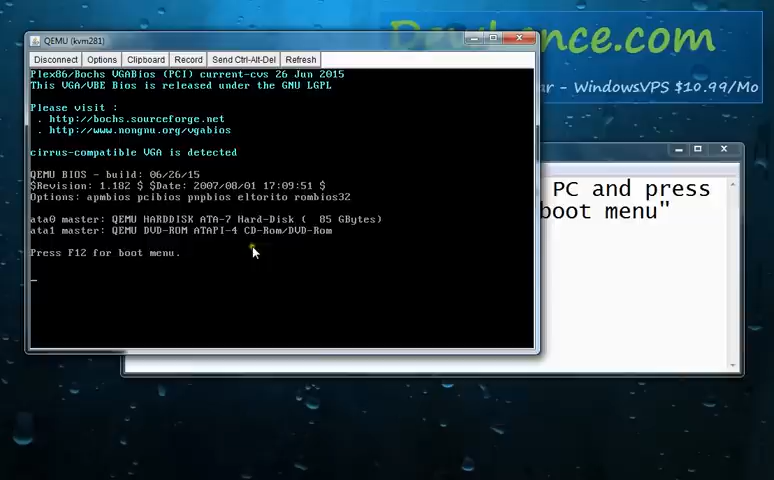 ence.com
ar - WindowsVPS $10.99/Mo
QEMU (kvm281)
Disconnect Options Clipboard Record Send Ctrl-Alt-Del Refresh
Plex86/Bochs VGABios (PCI) current-cvs 26 Jun 2015
This VGA/VBE Bios is released under the GNU LGPL
Please visit :
. http://bochs.sourceforge.net
. http://www.nongnu.org/vgabios
cirrus-compatible VGA is detected
QEMU BIOS - build: 06/26/15
$Revision: 1.182 $ $Date: 2007/08/01 17:09:51 $
Options: apmbios pcibios pnpbios eltorito rombios32
ata0 master: QEMU HARDDISK ATA-7 Hard-Disk ( 85 GBytes)
ata1 master: QEMU DVD-ROM ATAPI-4 CD-Rom/DVD-Rom
Press F12 for boot menu.
PC and press
boot menu"